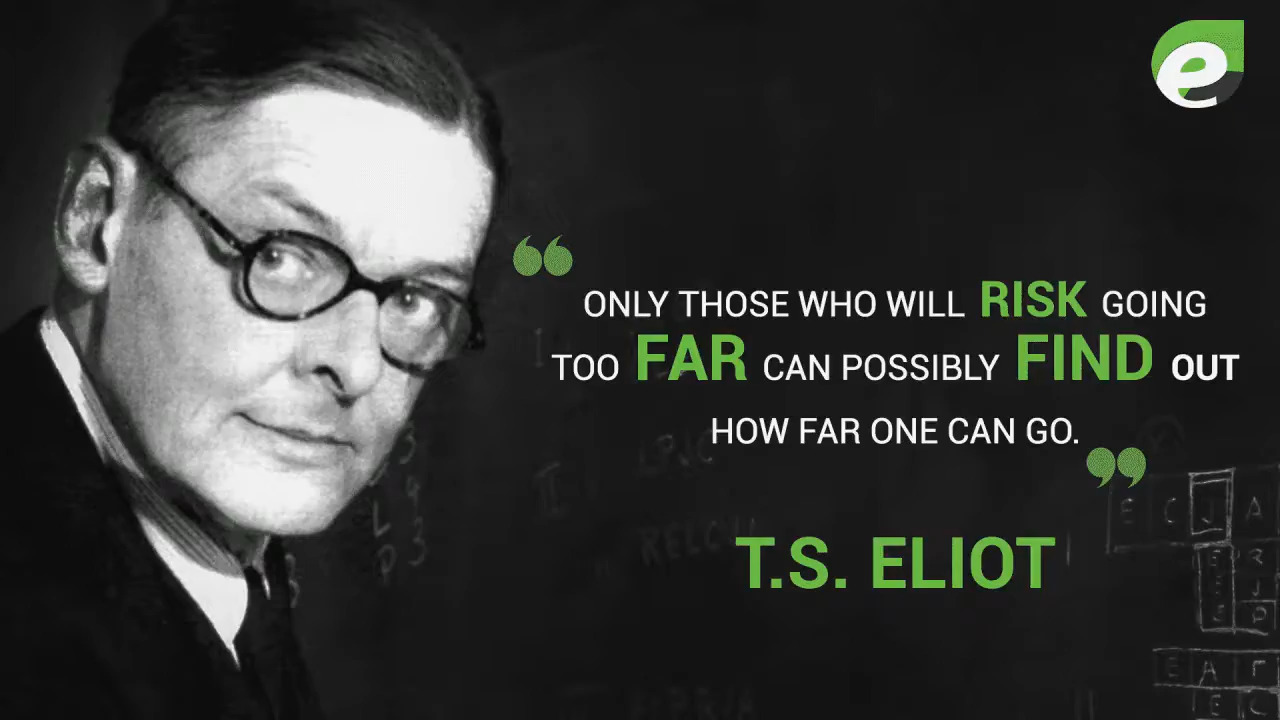 e
“ ONLY THOSE WHO WILL RISK GOING
TOO FAR CAN POSSIBLY FIND OUT
HOW FAR ONE CAN GO. ”
T.S. ELIOT
E C J A
E A
E C